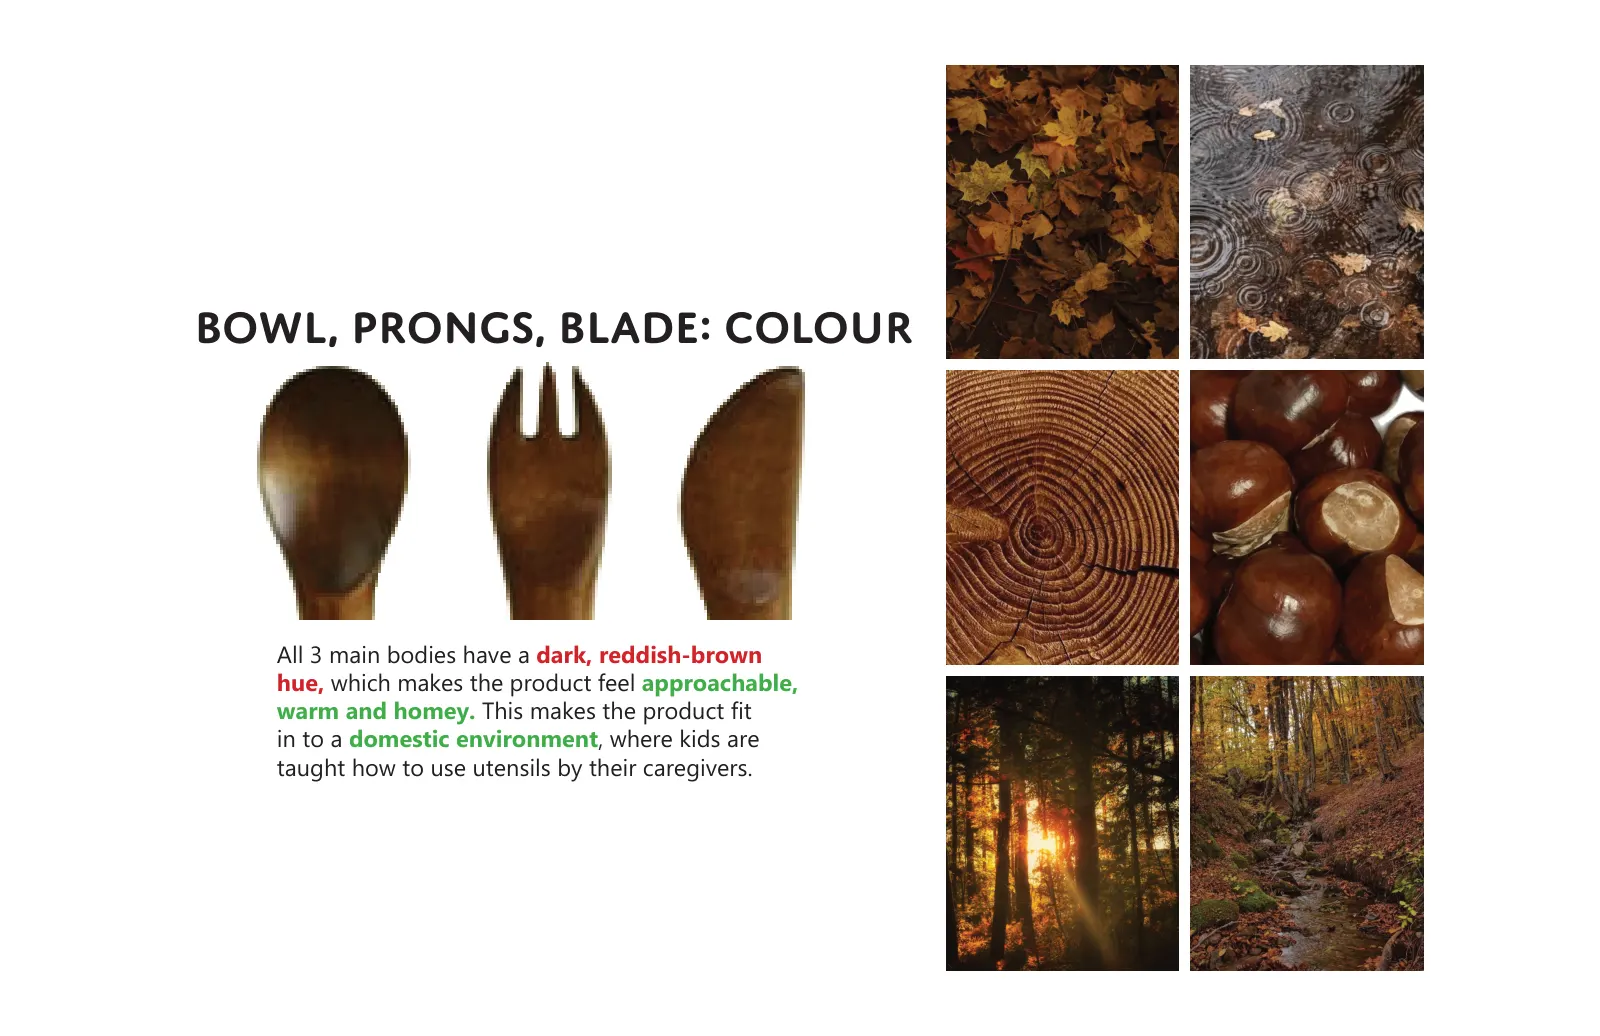 BOWL, PRONGS, BLADE: COLOUR
All 3 main bodies have a dark, reddish-brown
hue, which makes the product feel approachable,
warm and homey. This makes the product fit
in to a domestic environment, where kids are
taught how to use utensils by their caregivers.